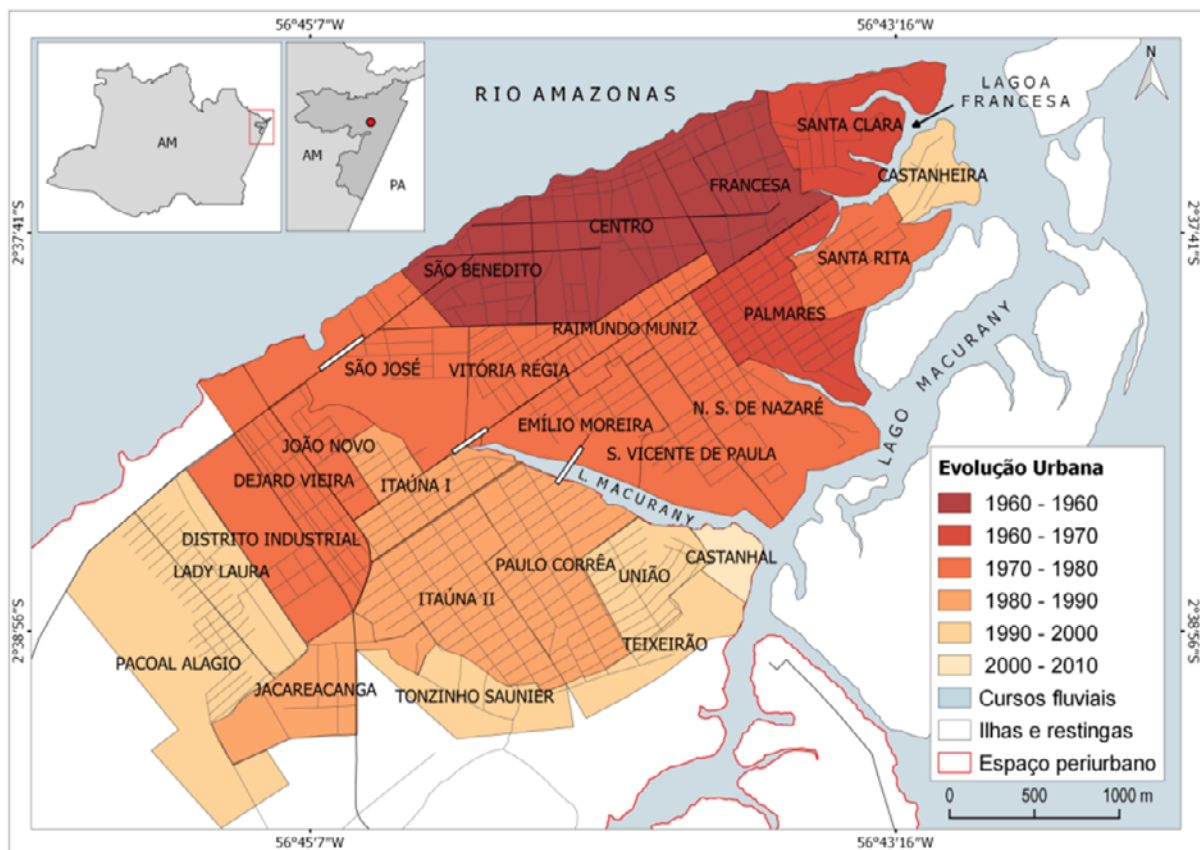 56°45'7"W
56°43'16"W
AM
AM
PA
RIO AMAZONAS
N
LAGOA
FRANCESA
SANTA CLARA
CASTANHEIRA
FRANCESA
CENTRO
2°37'41"S
2°37'41"S
SANTA RITA
SÃO BENEDITO
PALMARES
RAIMUNDO MUNIZ
SÃO JOSÉ
VITÓRIA RÉGIA
LAGO MACURANY
N. S. DE NAZARÉ
EMÍLIO MOREIRA
JOÃO NOVO
S. VICENTE DE PAULA
DEJARD VIEIRA
ITAÚNA I
L. MACURANY
DISTRITO INDUSTRIAL
LADY LAURA
PAULO CORRÊA
UNIÃO
CASTANHAL
ITAÚNA II
2°38'56"S
2°38'56"S
TEIXEIRÃO
PACOAL ALAGIO
JACAREACANGA
TONZINHO SAUNIER
Evolução Urbana
1960 - 1960
1960 - 1970
1970 - 1980
1980 - 1990
1990 - 2000
2000 - 2010
Cursos fluviais
Ilhas e restingas
Espaço periurbano
0 500 1000 m
56°45'7"W
56°43'16"W